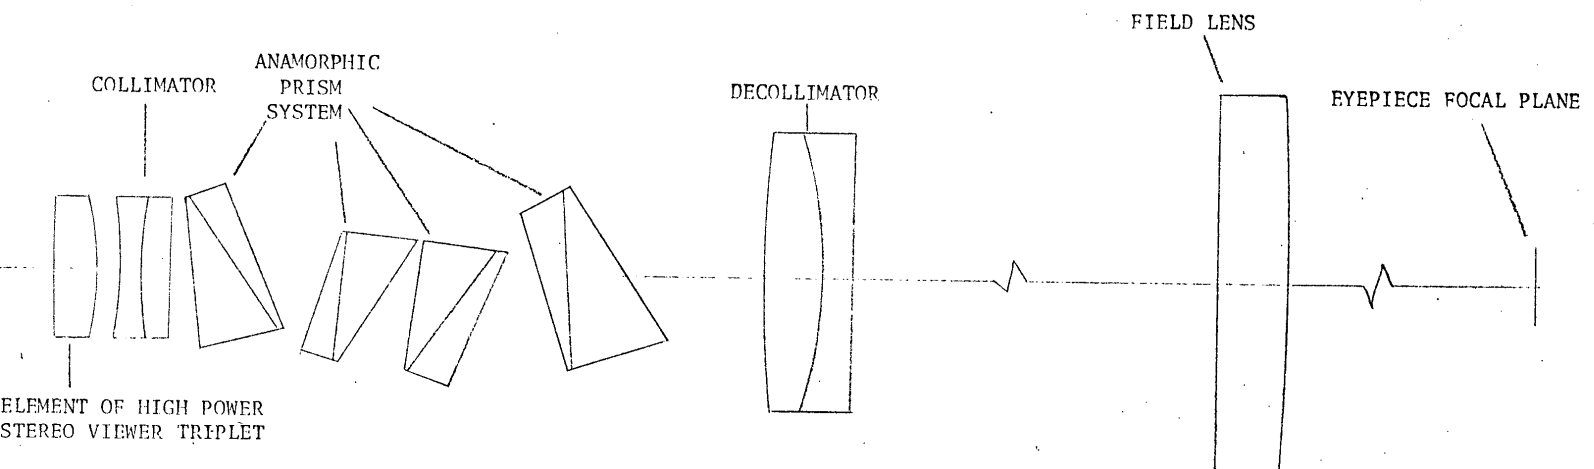 FIELD LENS
ANAMORPHIC
PRISM
SYSTEM
COLLIMATOR
DECOLLIMATOR
EYEPIECE FOCAL PLANE
ELEMENT OF HIGH POWER
STEREO VIEWER TRIPLET